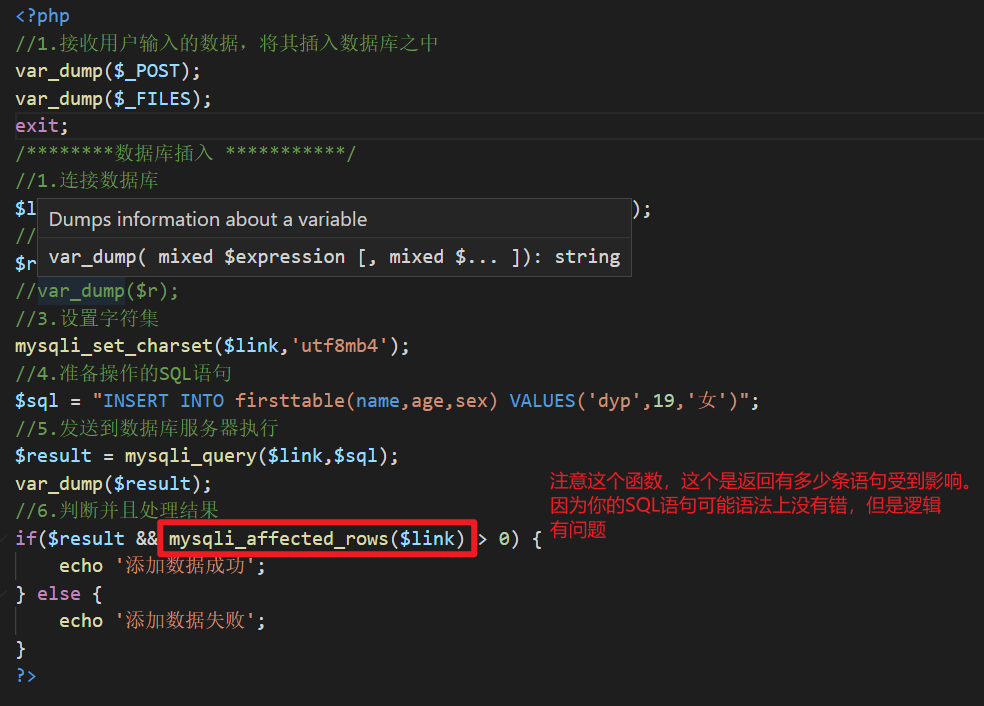 <?php
//1.接收用户输入的数据，将其插入数据库之中
var_dump($_POST);
var_dump($_FILES);
exit;
/********数据库插入 ***********/
//1.连接数据库
$l );
Dumps information about a variable
//
var_dump( mixed $expression [, mixed $... ]): string
$r
//var_dump($r);
//3.设置字符集
mysqli_set_charset($link,'utf8mb4');
//4.准备操作的SQL语句
$sql = "INSERT INTO firsttable(name,age,sex) VALUES('dyp',19,'女')";
//5.发送到数据库服务器执行
$result = mysqli_query($link,$sql);
var_dump($result);
//6.判断并且处理结果
if($result && mysqli_affected_rows($link) > 0) {
echo '添加数据成功';
} else {
echo '添加数据失败';
}
?>
注意这个函数，这个是返回有多少条语句受到影响。
因为你的SQL语句可能语法上没有错，但是逻辑
有问题